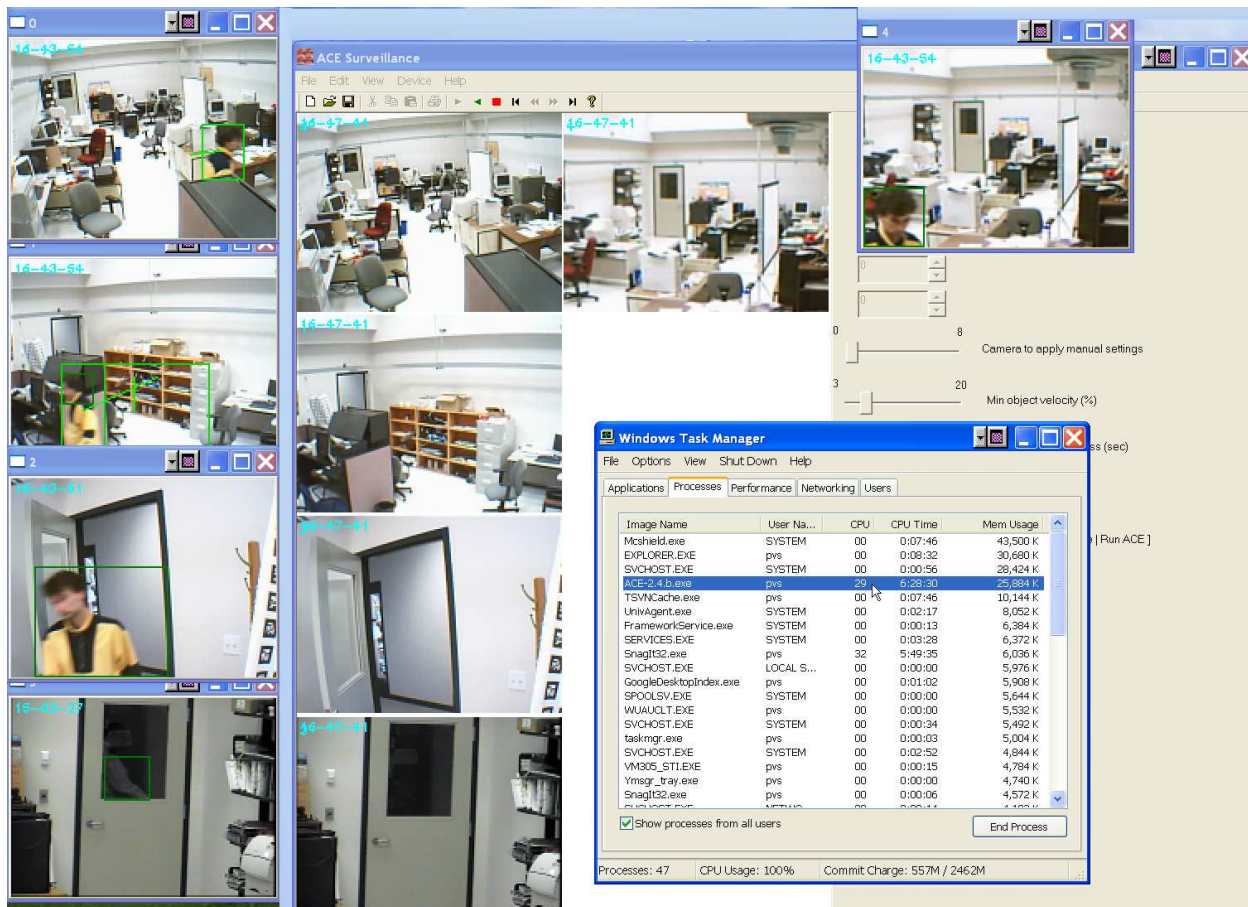 0
16-43-54
16-43-54
2
16-43-51
15-03-37
ACE Surveillance
File Edit View Device Help
16-47-41
16-47-41
16-47-41
16-47-41
4
16-43-54
0
0
0 8
Camera to apply manual settings
3 20
Min object velocity (%)
ss (sec)
| Run ACE ]
Windows Task Manager
File Options View Shut Down Help
Applications Processes Performance Networking Users
Image Name User Na... CPU CPU Time Mem Usage
Mcshield.exe SYSTEM 00 0:07:46 43,500 K
EXPLORER.EXE pvs 00 0:08:32 30,680 K
SVCHOST.EXE SYSTEM 00 0:00:56 28,424 K
ACE-2.4.b.exe pvs 29 6:28:30 25,884 K
TSVNCache.exe pvs 00 0:07:46 10,144 K
UnivAgent.exe SYSTEM 00 0:02:17 8,052 K
FrameworkService.exe SYSTEM 00 0:00:13 6,384 K
SERVICES.EXE SYSTEM 00 0:03:28 6,372 K
SnagIt32.exe pvs 32 5:49:35 6,036 K
SVCHOST.EXE LOCAL S... 00 0:00:00 5,976 K
GoogleDesktopIndex.exe pvs 00 0:01:02 5,908 K
SPOOLSV.EXE SYSTEM 00 0:00:00 5,644 K
WUAUCLT.EXE pvs 00 0:00:00 5,532 K
SVCHOST.EXE SYSTEM 00 0:00:34 5,492 K
taskmgr.exe pvs 00 0:00:03 5,004 K
SVCHOST.EXE SYSTEM 00 0:02:52 4,844 K
VM305_STI.EXE pvs 00 0:00:15 4,784 K
Ymsgr_tray.exe pvs 00 0:00:00 4,740 K
SnagIt32.exe pvs 00 0:00:06 4,572 K
Show processes from all users
End Process
Processes: 47 CPU Usage: 100% Commit Charge: 557M / 2462M